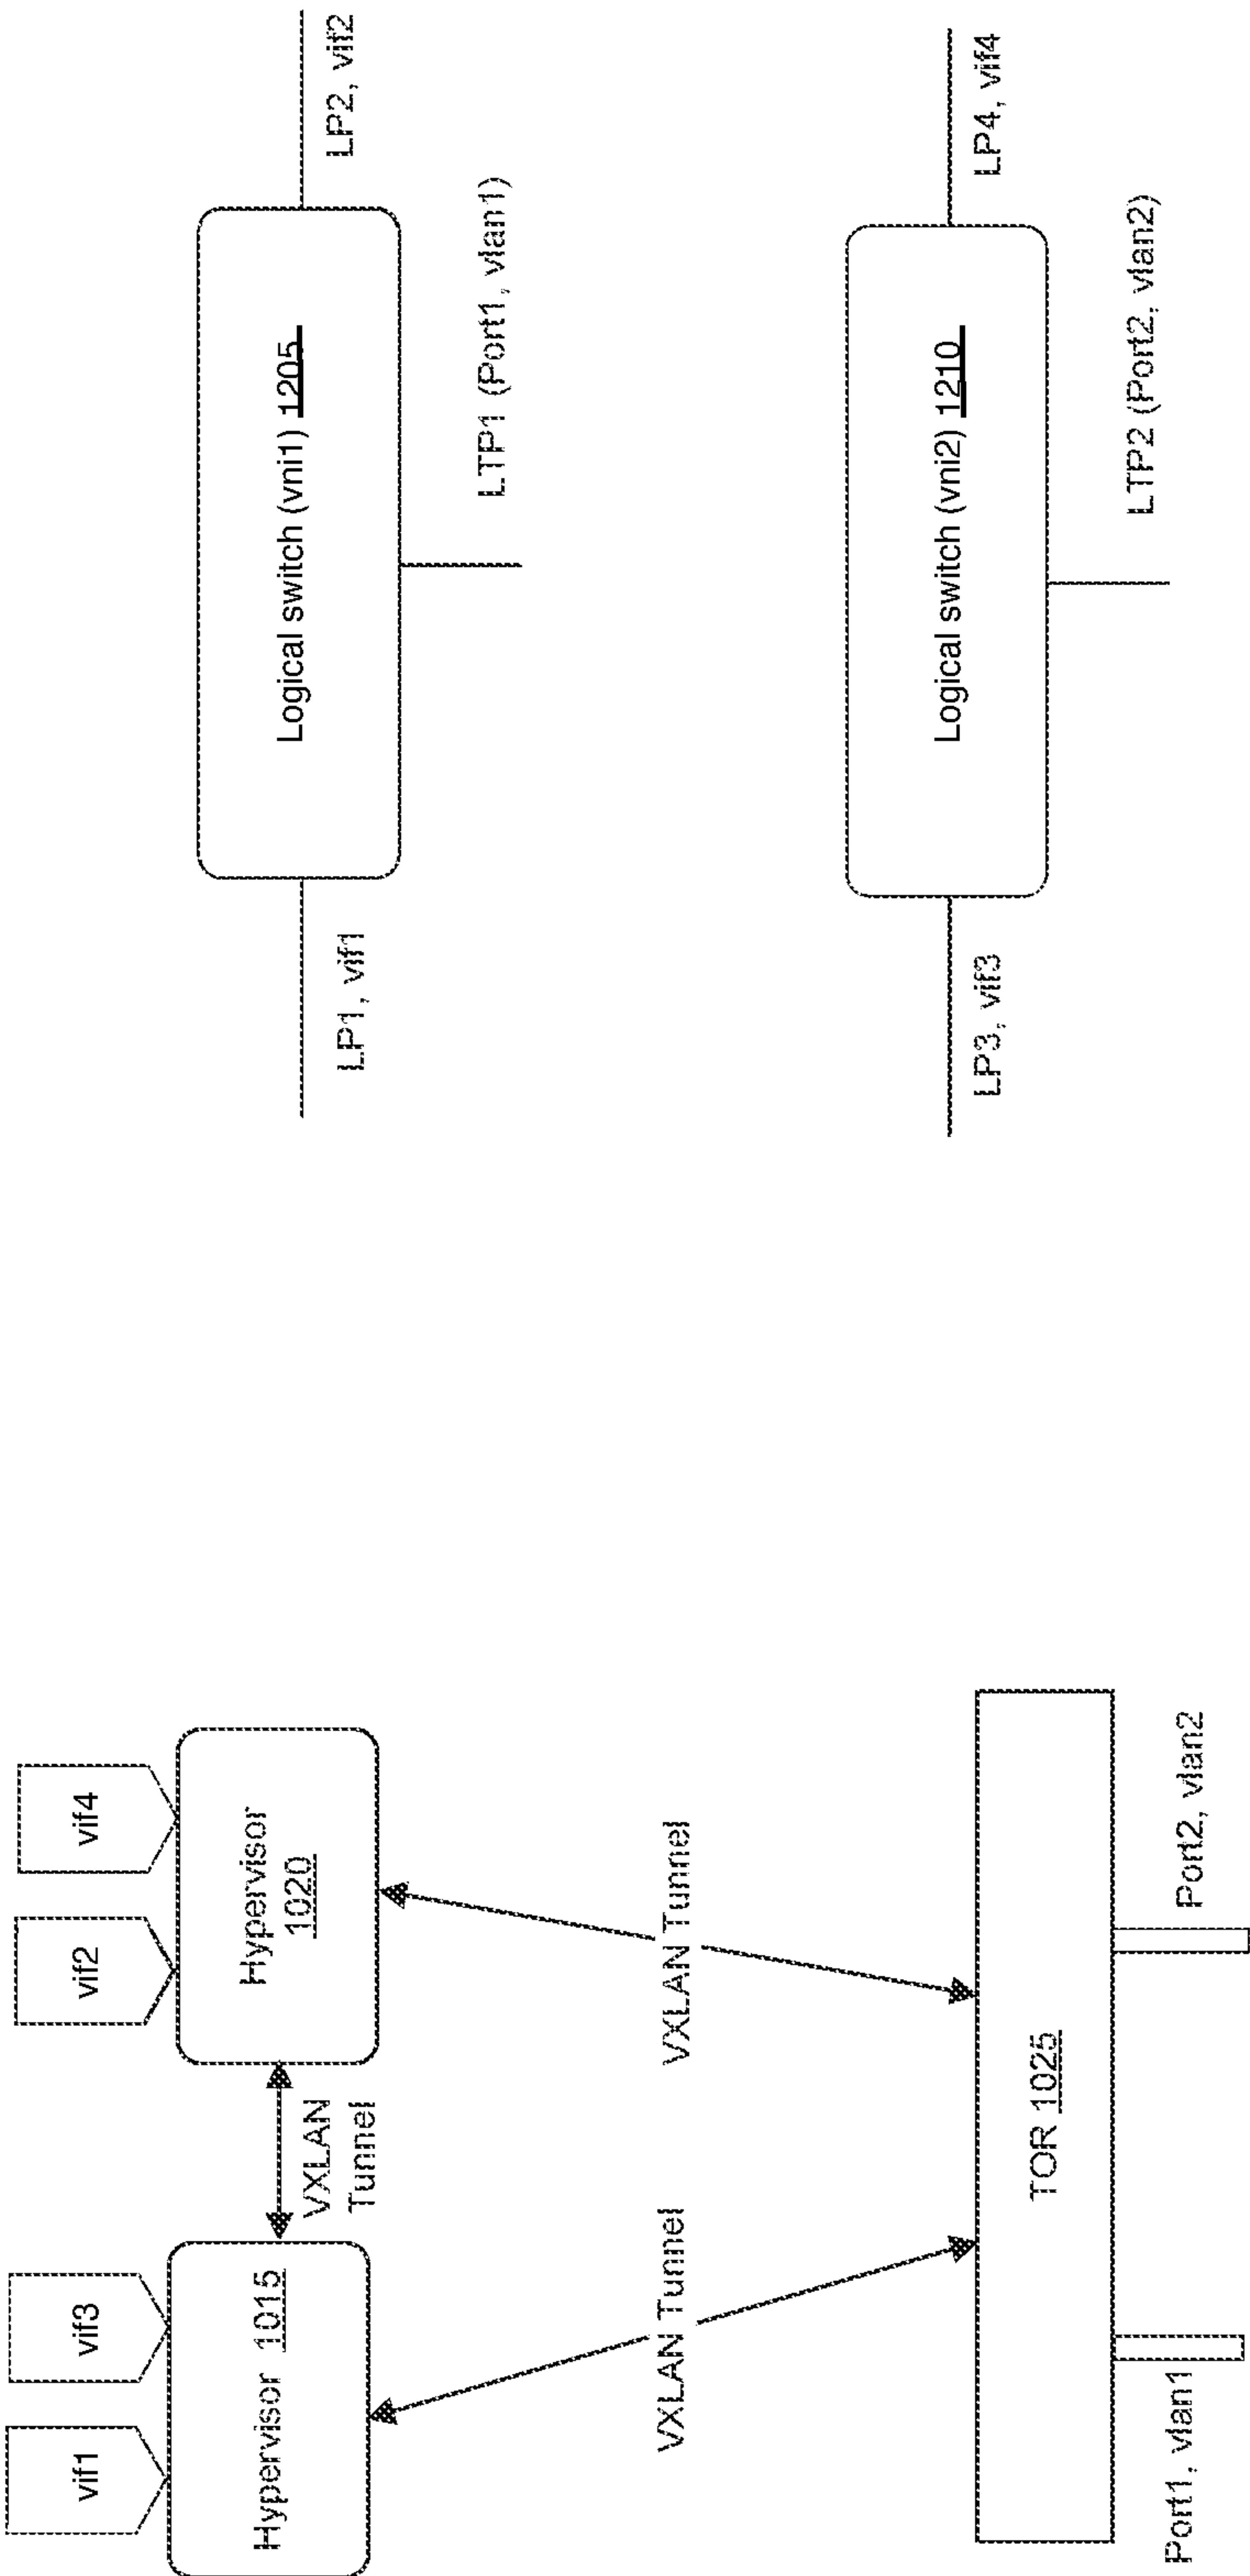 vif1
vif3
vif2
vif4
Hypervisor 1015
VXLAN
Tunnel
Hypervisor
1020
VXLAN Tunnel
VXLAN Tunnel
TOR 1025
Port1, vlan1
Port2, vlan2
LP1, vif1
Logical switch (vni1) 1205
LP2, vif2
LTP1 (Port1, vlan1)
LP3, vif3
Logical switch (vni2) 1210
LP4, vif4
LTP2 (Port2, vlan2)